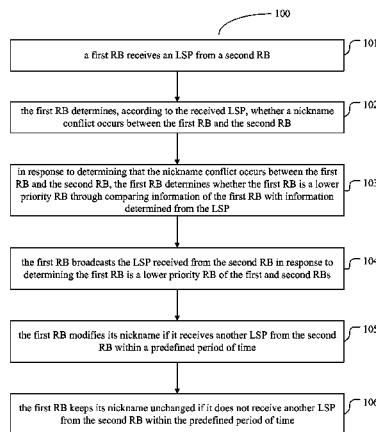 100
a first RB receives an LSP from a second RB
101
the first RB determines, according to the received LSP, whether a nickname
conflict occurs between the first RB and the second RB
102
in response to determining that the nickname conflict occurs between the first
RB and the second RB, the first RB determines whether the first RB is a lower
priority RB through comparing information of the first RB with information
determined from the LSP
103
the first RB broadcasts the LSP received from the second RB in response to
determining the first RB is a lower priority RB of the first and second RBs
104
the first RB modifies its nickname if it receives another LSP from the second
RB within a predefined period of time
105
the first RB keeps its nickname unchanged if it does not receive another LSP
from the second RB within the predefined period of time
106